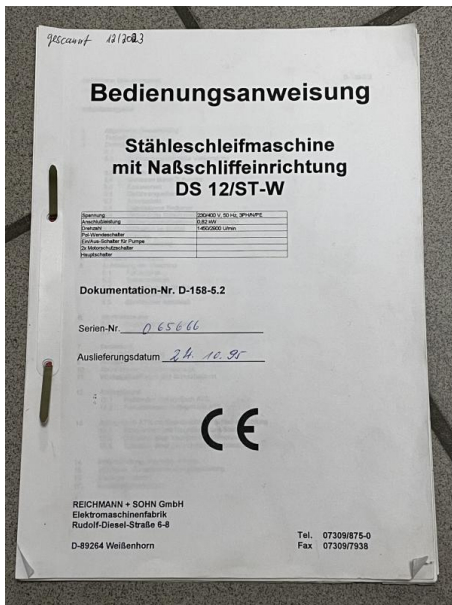 gescannt 12/2023
Bedienungsanweisung
Stähleschleifmaschine
mit Naßschliffeinrichtung
DS 12/ST-W
Spannung 230/400 V, 50 Hz, 3PH/N/PE
Anschlußleistung 0,62 kW
Drehzahl 1450/2900 U/min
Pol-Wendeschalter
Ein/Aus-Schalter für Pumpe
2x Motorschutzschalter
Hauptschalter
Dokumentation-Nr. D-158-5.2
Serien-Nr. 065666
Auslieferungsdatum 24. 10. 95
CE
REICHMANN + SOHN GmbH
Elektromaschinenfabrik
Rudolf-Diesel-Straße 6-8
D-89264 Weißenhorn
Tel. 07309/875-0
Fax 07309/7938